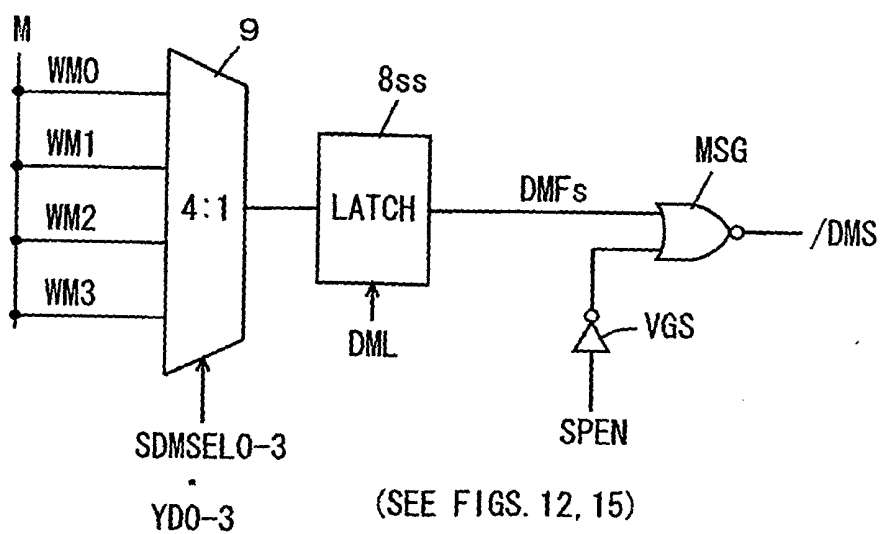 M
9
WM0
8ss
WM1
MSG
DMFs
4:1
LATCH
/DMS
WM2
WM3
VGS
DML
SPEN
SDMSEL0-3
·
YD0-3
(SEE FIGS. 12, 15)